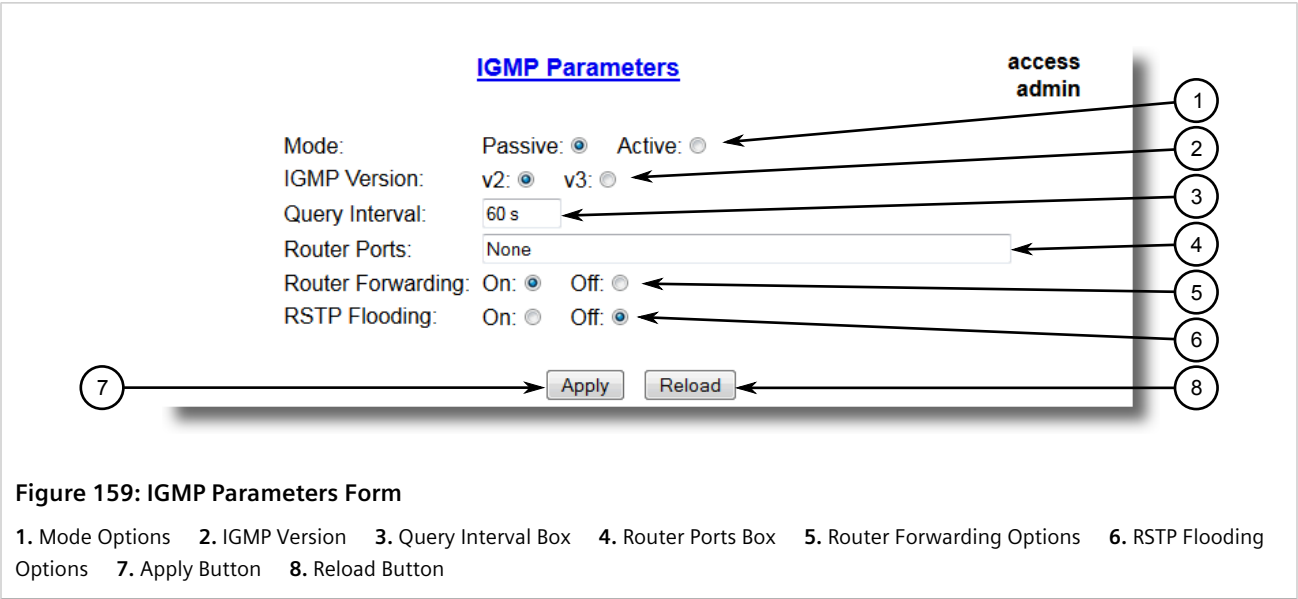 IGMP Parameters
access
admin
1
Mode: Passive: Active:
2
IGMP Version: v2: v3:
3
Query Interval: 60 s
4
Router Ports: None
Router Forwarding: On: Off:
5
RSTP Flooding: On: Off:
6
7
Apply Reload
8
Figure 159: IGMP Parameters Form
1. Mode Options 2. IGMP Version 3. Query Interval Box 4. Router Ports Box 5. Router Forwarding Options 6. RSTP Flooding
Options 7. Apply Button 8. Reload Button